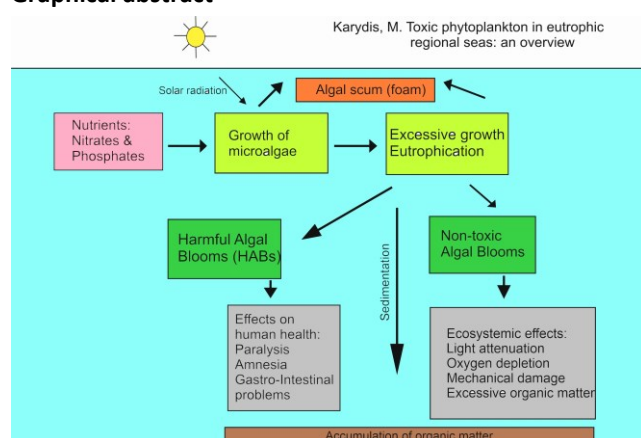 Graphical abstract
Karydis, M. Toxic phytoplankton in eutrophic
regional seas: an overview
Solar radiation
Algal scum (foam)
Nutrients:
Nitrates &
Phosphates
Growth of
microalgae
Excessive growth
Eutrophication
Harmful Algal
Blooms (HABs)
Sedimentation
Non-toxic
Algal Blooms
Effects on
human health:
Paralysis
Amnesia
Gastro-Intestinal
problems
Ecosystemic effects:
Light attenuation
Oxygen depletion
Mechanical damage
Excessive organic matter
Accumulation of organic matter